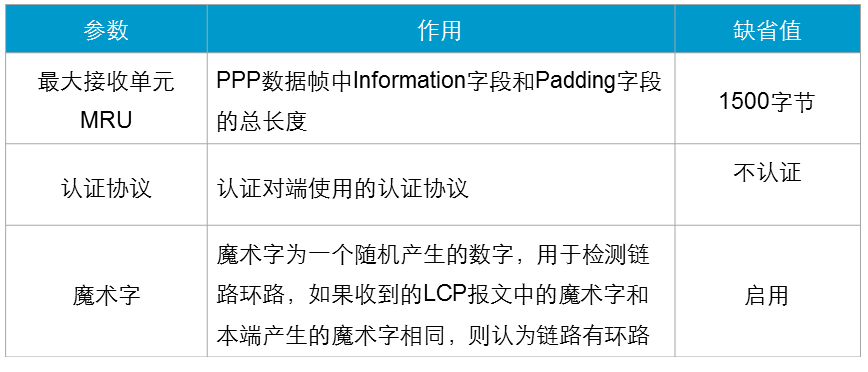 参数 作用 缺省值
最大接收单元
MRU
PPP数据帧中Information字段和Padding字段
的总长度
1500字节
认证协议
认证对端使用的认证协议
不认证
魔术字
魔术字为一个随机产生的数字，用于检测链
路环路，如果收到的LCP报文中的魔术字和
本端产生的魔术字相同，则认为链路有环路
启用